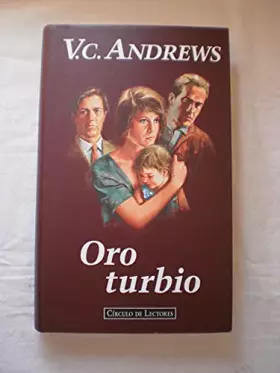 V.C. ANDREWS
Oro
turbio
CÍRCULO DE LECTORES